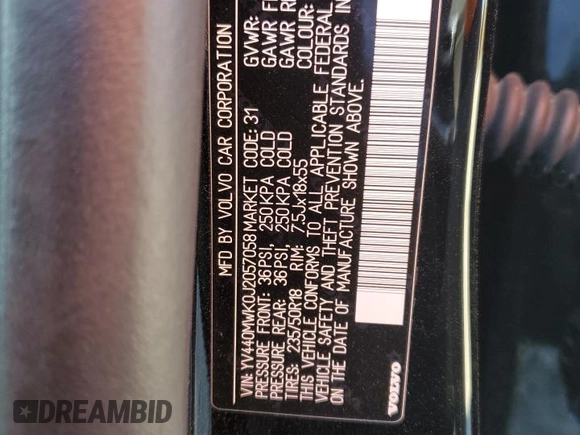 MFD BY VOLVO CAR CORPORATION
VIN: YV440MWK0J2057058 MARKET CODE: 31
PRESSURE FRONT: 36PSI, 250KPA COLD
PRESSURE REAR: 36PSI, 250KPA COLD
TIRES: 235/50R18 RIM: 7.5Jx18x55
THIS VEHICLE CONFORMS TO ALL APPLICABLE FEDERAL
VEHICLE SAFETY AND THEFT PREVENTION STANDARDS IN
ON THE DATE OF MANUFACTURE SHOWN ABOVE.
GVWR:
GAWR
GAWR
COLOUR:
VOLVO
DREAMBID